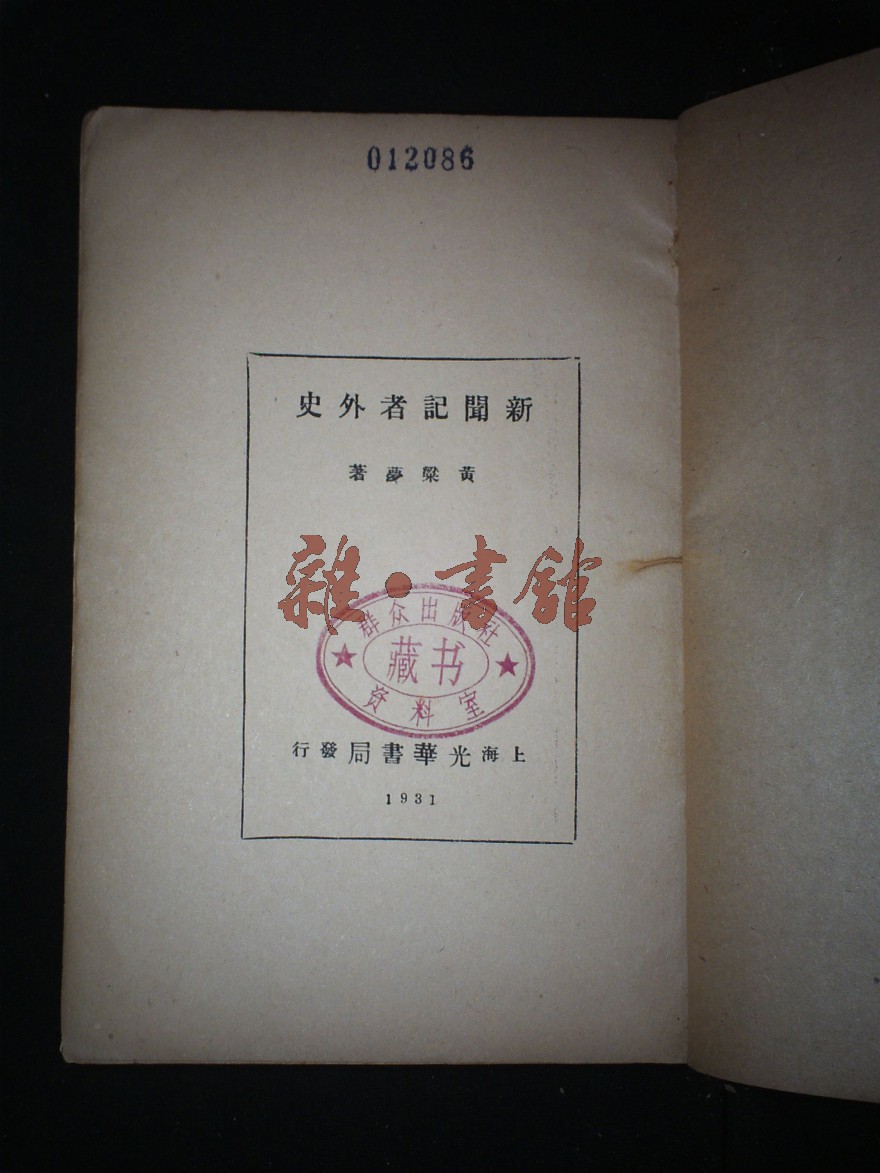 012086
新聞記者外史
黃粱夢著
雜·書館
群众出版社
藏书
资料室
上海光華書局發行
1931